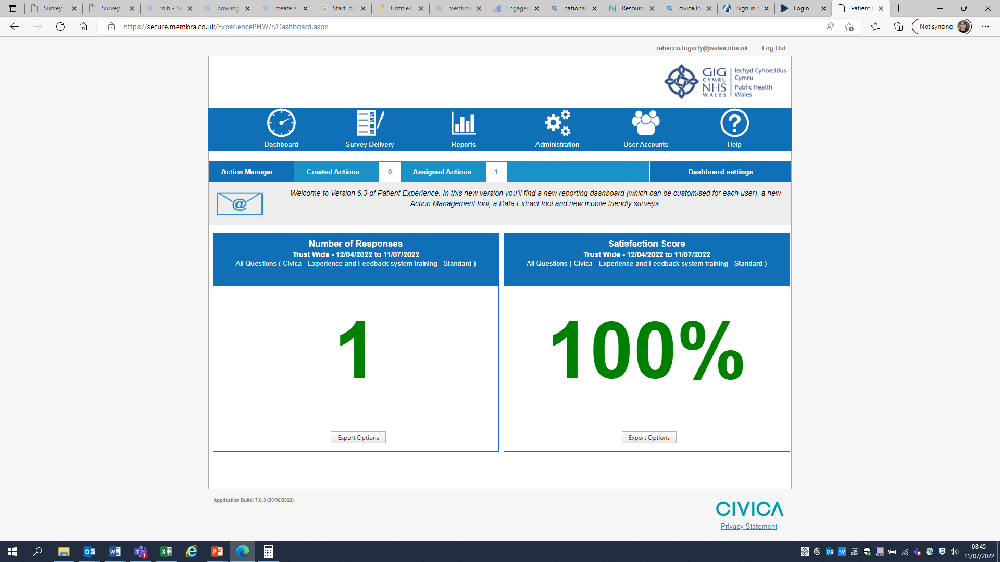 Survey
Survey
rnib - Se
bowling
create a
Start, op
Untitled
mentime
Engagem
national
Resourc
civica lo
Sign in t
Login
Patient E
https://secure.membra.co.uk/ExperiencePHW/r/Dashboard.aspx
Not syncing
rebecca.fogarty@wales.nhs.uk
Log Out
GIG
CYMRU
NHS
WALES
Iechyd Cyhoeddus
Cymru
Public Health
Wales
Dashboard
Survey Delivery
Reports
Administration
User Accounts
Help
Action Manager
Created Actions
0
Assigned Actions
1
Dashboard settings
Welcome to Version 6.3 of Patient Experience. In this new version you'll find a new reporting dashboard (which can be customised for each user), a new
Action Management tool, a Data Extract tool and new mobile friendly surveys.
Number of Responses
Trust Wide - 12/04/2022 to 11/07/2022
All Questions ( Civica - Experience and Feedback system training - Standard )
1
Export Options
Satisfaction Score
Trust Wide - 12/04/2022 to 11/07/2022
All Questions ( Civica - Experience and Feedback system training - Standard )
100%
Export Options
Application Build: 7.0.0 (29/06/2022)
CIVICA
Privacy Statement
08:45
11/07/2022